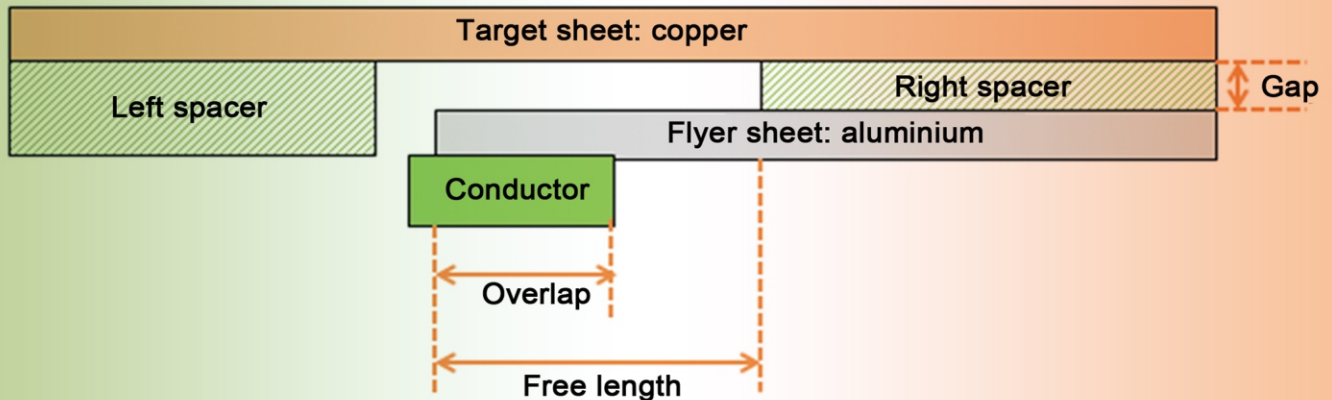 Target sheet: copper
Left spacer
Right spacer
Gap
Flyer sheet: aluminium
Conductor
Overlap
Free length